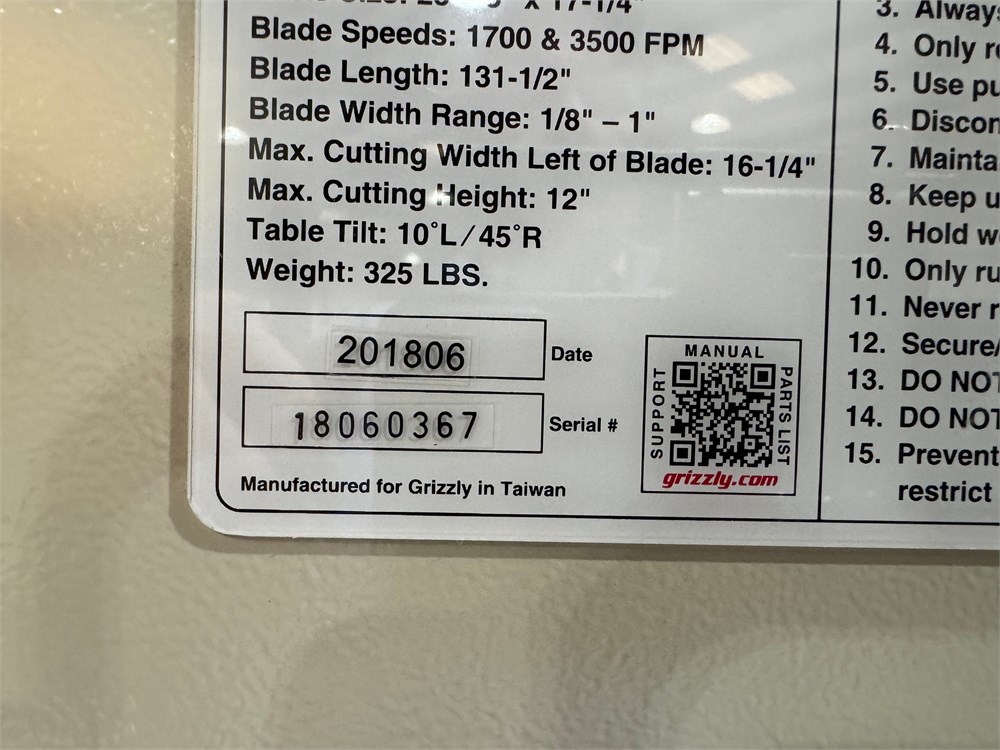 x 17-1/4"
Blade Speeds: 1700 & 3500 FPM
Blade Length: 131-1/2"
Blade Width Range: 1/8" – 1"
Max. Cutting Width Left of Blade: 16-1/4"
Max. Cutting Height: 12"
Table Tilt: 10°L/45°R
Weight: 325 LBS.
201806 Date
18060367 Serial #
Manufactured for Grizzly in Taiwan
MANUAL
SUPPORT
PARTS LIST
grizzly.com
3. Always
4. Only
5. Use
6.
7.
8. Keep
9. Hold
10. Only
11. Never
12. Secure/
13. DO NOT
14. DO NOT
15. Prevent
restrict